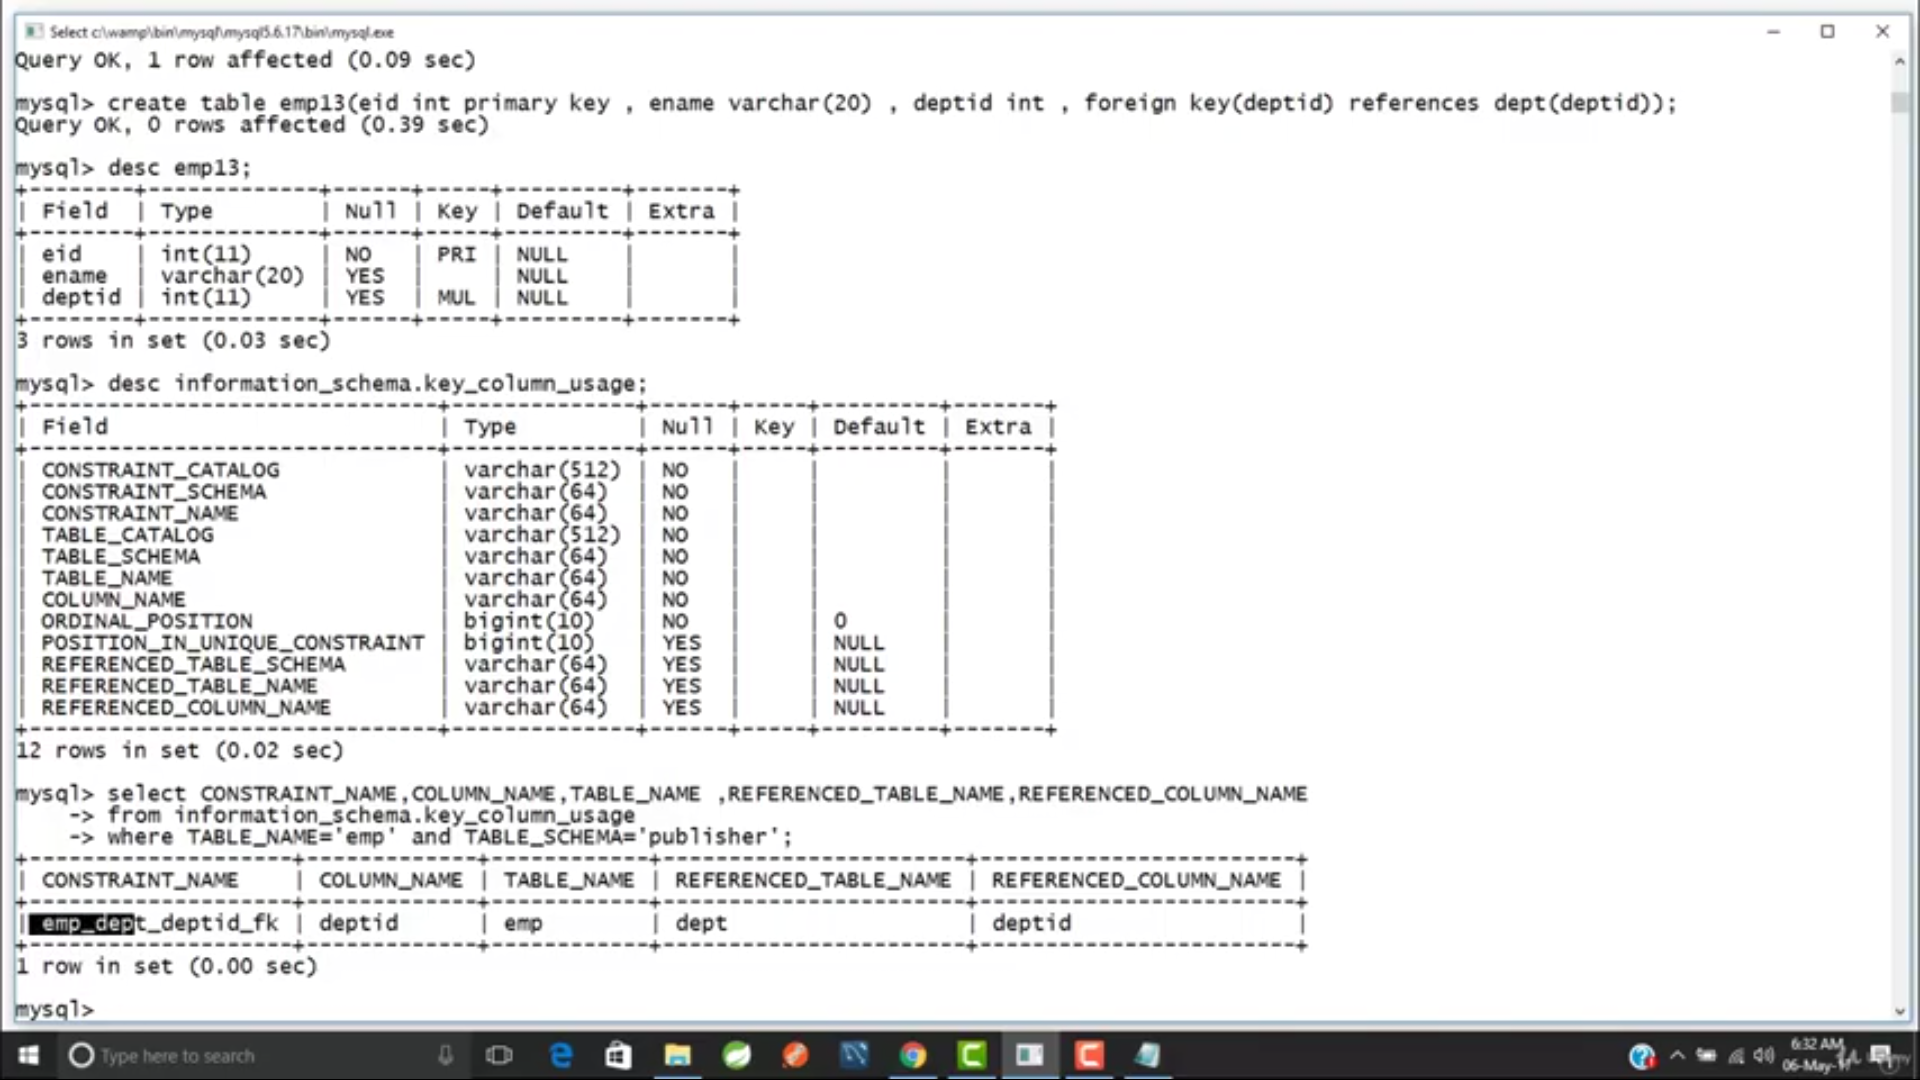 Select c:\wamp\bin\mysql\mysql5.6.17\bin\mysql.exe
Query OK, 1 row affected (0.09 sec)
mysql> create table emp13(eid int primary key , ename varchar(20) , deptid int , foreign key(deptid) references dept(deptid));
Query OK, 0 rows affected (0.39 sec)
mysql> desc emp13;
+--------+-------------+------+-----+---------+-------+
| Field | Type | Null | Key | Default | Extra |
+--------+-------------+------+-----+---------+-------+
| eid | int(11) | NO | PRI | NULL | |
| ename | varchar(20) | YES | | NULL | |
| deptid | int(11) | YES | MUL | NULL | |
+--------+-------------+------+-----+---------+-------+
3 rows in set (0.03 sec)
mysql> desc information_schema.key_column_usage;
+-------------------------------+--------------+------+-----+---------+-------+
| Field | Type | Null | Key | Default | Extra |
+-------------------------------+--------------+------+-----+---------+-------+
| CONSTRAINT_CATALOG | varchar(512) | NO | | | |
| CONSTRAINT_SCHEMA | varchar(64) | NO | | | |
| CONSTRAINT_NAME | varchar(64) | NO | | | |
| TABLE_CATALOG | varchar(512) | NO | | | |
| TABLE_SCHEMA | varchar(64) | NO | | | |
| TABLE_NAME | varchar(64) | NO | | | |
| COLUMN_NAME | varchar(64) | NO | | | |
| ORDINAL_POSITION | bigint(10) | NO | | 0 | |
| POSITION_IN_UNIQUE_CONSTRAINT | bigint(10) | YES | | NULL | |
| REFERENCED_TABLE_SCHEMA | varchar(64) | YES | | NULL | |
| REFERENCED_TABLE_NAME | varchar(64) | YES | | NULL | |
| REFERENCED_COLUMN_NAME | varchar(64) | YES | | NULL | |
+-------------------------------+--------------+------+-----+---------+-------+
12 rows in set (0.02 sec)
mysql> select CONSTRAINT_NAME,COLUMN_NAME,TABLE_NAME ,REFERENCED_TABLE_NAME,REFERENCED_COLUMN_NAME
-> from information_schema.key_column_usage
-> where TABLE_NAME='emp' and TABLE_SCHEMA='publisher';
+--------------------+-------------+------------+-----------------------+------------------------+
| CONSTRAINT_NAME | COLUMN_NAME | TABLE_NAME | REFERENCED_TABLE_NAME | REFERENCED_COLUMN_NAME |
+--------------------+-------------+------------+-----------------------+------------------------+
| emp_dept_deptid_fk | deptid | emp | dept | deptid |
+--------------------+-------------+------------+-----------------------+------------------------+
1 row in set (0.00 sec)
mysql>
Type here to search
6:32 AM
06-May-